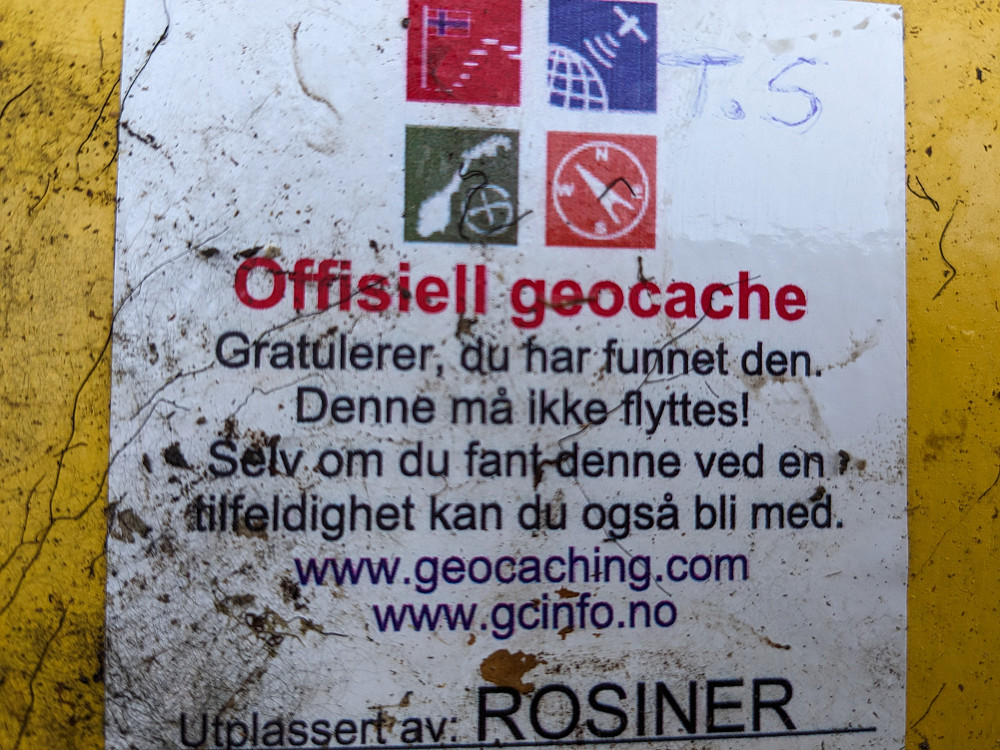 T.S
N
W
S
Offisiell geocache
Gratulerer, du har funnet den.
Denne må ikke flyttes!
Selv om du fant denne ved en
tilfeldighet kan du også bli med.
www.geocaching.com
www.gcinfo.no
Utplassert av: ROSINER